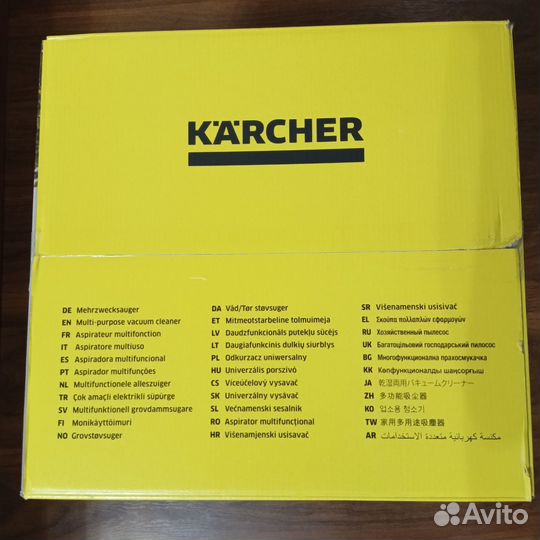 KÄRCHER
DE Mehrzwecksauger
EN Multi-purpose vacuum cleaner
FR Aspirateur multifonction
IT Aspiratore multiuso
ES Aspiradora multifuncional
PT Aspirador multifunções
NL Multifunctionele alleszuiger
TR Çok amaçlı elektrikli süpürge
SV Multifunktionell grovdammsugare
FI Monikäyttöimuri
NO Grovstøvsuger
DA Våd/Tør støvsuger
ET Mitmeotstarbeline tolmuimeja
LV Daudzfunkcionāls putekļu sūcējs
LT Daugiafunkcinis dulkių siurblys
PL Odkurzacz uniwersalny
HU Univerzális porszívó
CS Víceúčelový vysavač
SK Univerzálny vysávač
SL Večnamenski sesalnik
RO Aspirator multifuncţional
HR Višenamjenski usisavač
SR Višenamenski usisivač
EL Σκούπα πολλαπλών εφαρμογών
RU Хозяйственный пылесос
UK Багатоцільовий господарський пилосос
BG Многофункционална прахосмукачка
KK Көпфункционалды шаңсорғыш
JA 乾湿両用バキュームクリーナー
ZH 多功能吸尘器
KO 업소용 청소기
TW 家用多用途吸塵器
AR مكنسة كهربائية متعددة الاستخدامات
Avito